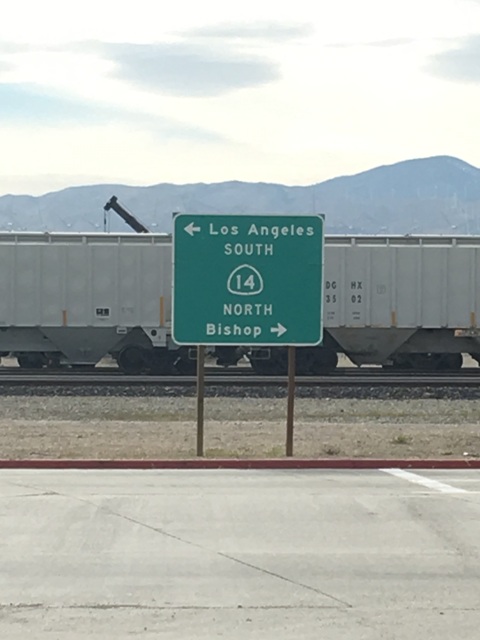 ← Los Angeles
SOUTH
14
NORTH
Bishop →